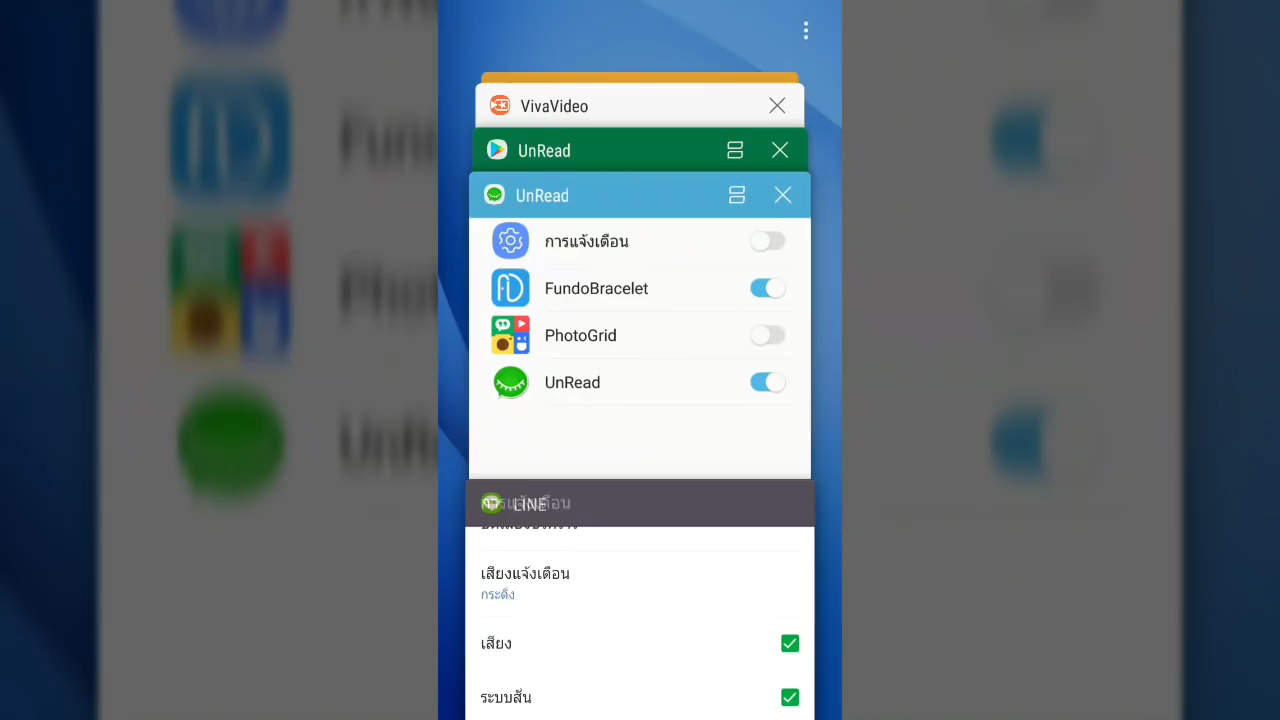 VivaVideo
UnRead
UnRead
การแจ้งเตือน
FundoBracelet
PhotoGrid
UnRead
LINE
เสียงแจ้งเตือน
กระดิ่ง
เสียง
ระบบสั่น